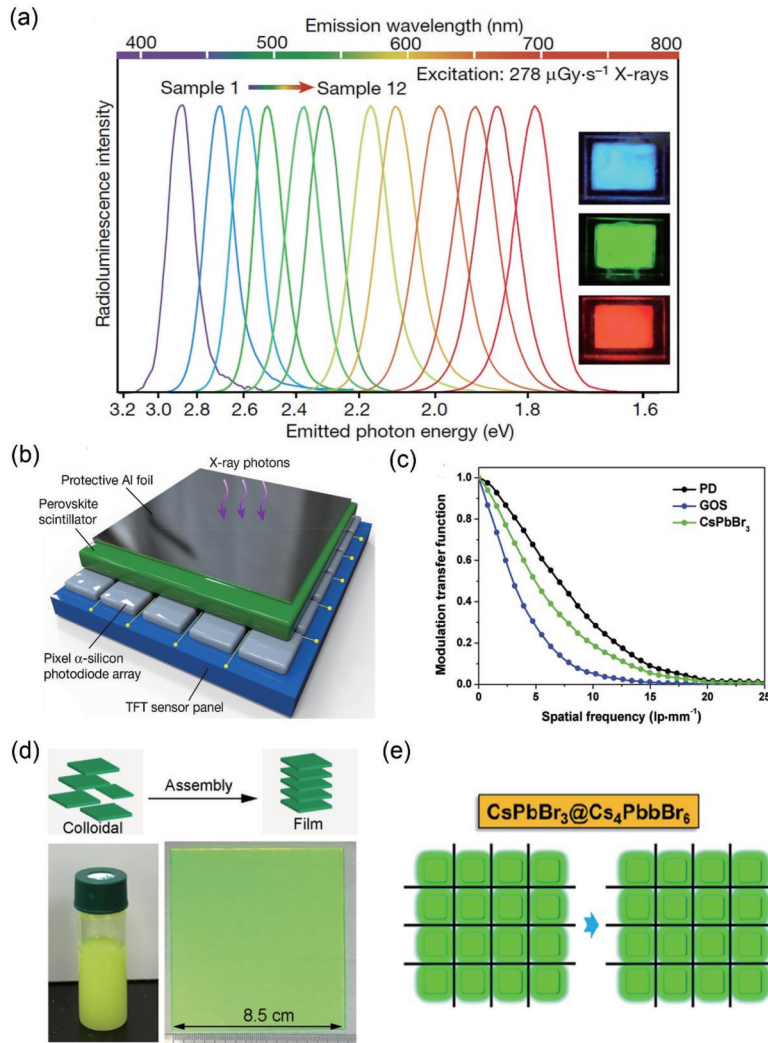 (a)
Emission wavelength (nm)
400 500 600 700 800
Excitation: 278 μGy·s⁻¹ X-rays
Sample 1 Sample 12
Radioluminescence intensity
3.2 3.0 2.8 2.6 2.4 2.2 2.0 1.8 1.6
Emitted photon energy (eV)
(b)
X-ray photons
Protective Al foil
Perovskite
scintillator
Pixel α-silicon
photodiode array
TFT sensor panel
(c)
Modulation transfer function
1.0
0.8
0.6
0.4
0.2
0.0
PD
GOS
CsPbBr₃
0 5 10 15 20 25
Spatial frequency (lp·mm⁻¹)
(d)
Assembly
Colloidal
Film
8.5 cm
(e)
CsPbBr₃@Cs₄PbbBr₆